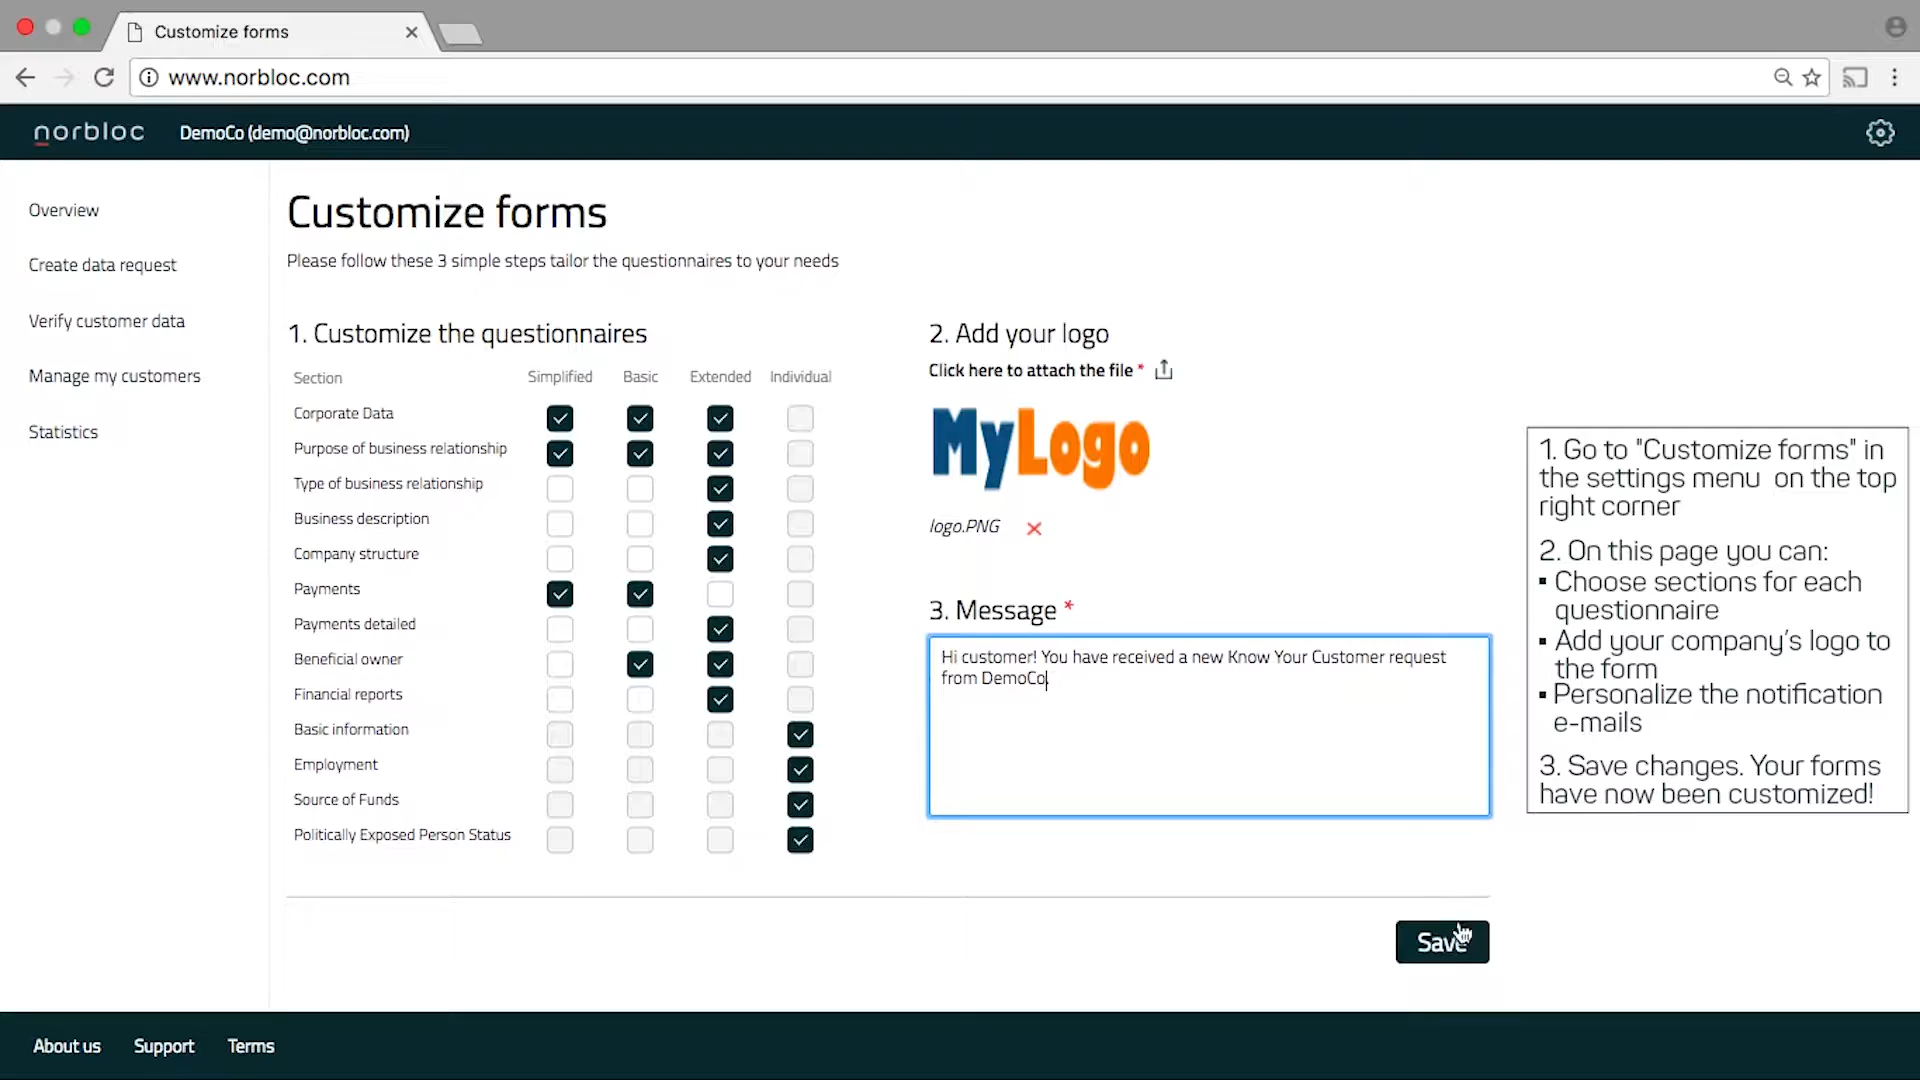 Customize forms
www.norbloc.com
norbloc
DemoCo (demo@norbloc.com)
Overview
Create data request
Verify customer data
Manage my customers
Statistics
Customize forms
Please follow these 3 simple steps tailor the questionnaires to your needs
1. Customize the questionnaires
Section Simplified Basic Extended Individual
Corporate Data
Purpose of business relationship
Type of business relationship
Business description
Company structure
Payments
Payments detailed
Beneficial owner
Financial reports
Basic information
Employment
Source of Funds
Politically Exposed Person Status
2. Add your logo
Click here to attach the file *
MyLogo
logo.PNG
3. Message *
Hi customer! You have received a new Know Your Customer request
from DemoCo.
Save
1. Go to "Customize forms" in
the settings menu on the top
right corner
2. On this page you can:
▪ Choose sections for each
questionnaire
▪ Add your company's logo to
the form
▪ Personalize the notification
e-mails
3. Save changes. Your forms
have now been customized!
About us Support Terms